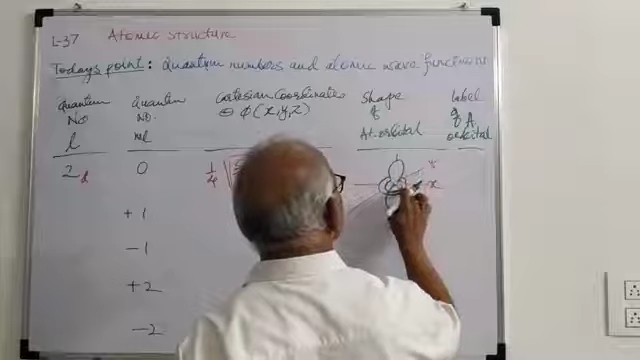 L-37 Atomic structure
Todays point: Quantum numbers and atomic wave functions
Quantum No l
Quantum NO. ml
Cartesian Coordinates Θ Φ(x,y,z)
Shape of At. orbital
Label of A orbital
2 d 0 1/4 √ x
+1
-1
+2
-2